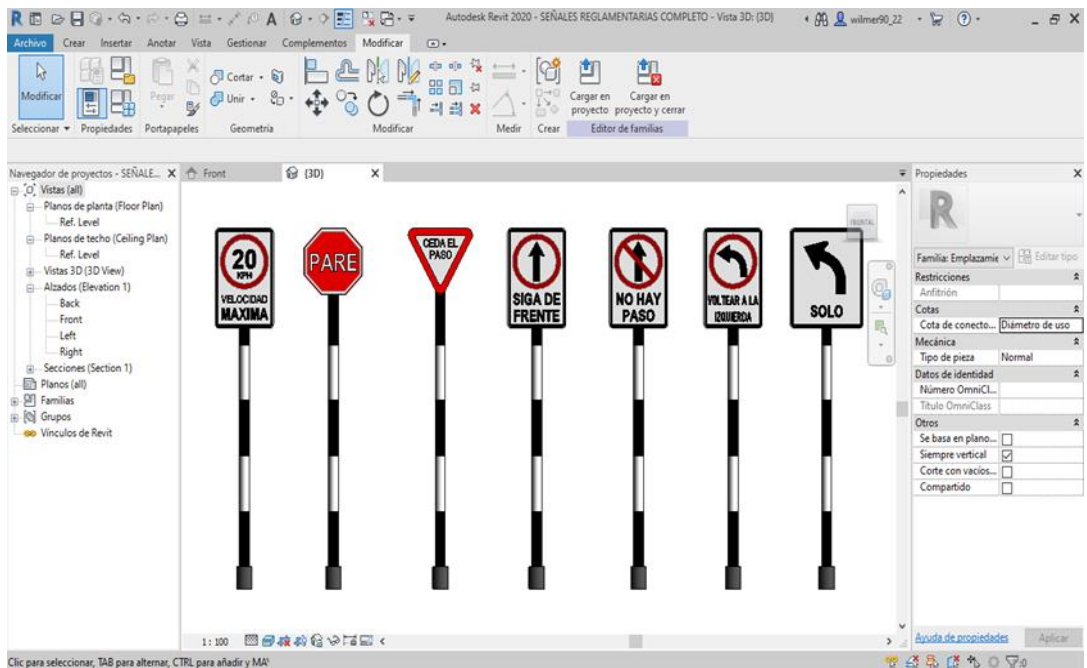 Autodesk Revit 2020 - SEÑALES REGLAMENTARIAS COMPLETO - Vista 3D: {3D}
wilmer90_22
Archivo Crear Insertar Anotar Vista Gestionar Complementos Modificar
Modificar
Pegar
Cortar
Unir
Cargar en proyecto
Cargar en proyecto y cerrar
Seleccionar Propiedades Portapapeles Geometría Modificar Medir Crear Editor de familias
Navegador de proyectos - SEÑALE...
Front
{3D}
Propiedades
Vistas (all)
Planos de planta (Floor Plan)
Ref. Level
Planos de techo (Ceiling Plan)
Ref. Level
Vistas 3D (3D View)
Alzados (Elevation 1)
Back
Front
Left
Right
Secciones (Section 1)
Planos (all)
Familias
Grupos
Vínculos de Revit
FRONTAL
20
KPH
VELOCIDAD
MAXIMA
PARE
CEDA EL
PASO
SIGA DE
FRENTE
NO HAY
PASO
VOLTEAR A LA
IZQUIERDA
SOLO
R
Familia: Emplazamie
Editar tipo
Restricciones
Anfitrión
Cotas
Cota de conecto... Diámetro de uso
Mecánica
Tipo de pieza Normal
Datos de identidad
Número OmniCl...
Título OmniClass
Otros
Se basa en plano...
Siempre vertical
Corte con vacíos...
Compartido
1 : 100
Ayuda de propiedades
Aplicar
Clic para seleccionar, TAB para alternar, CTRL para añadir y MA
:0